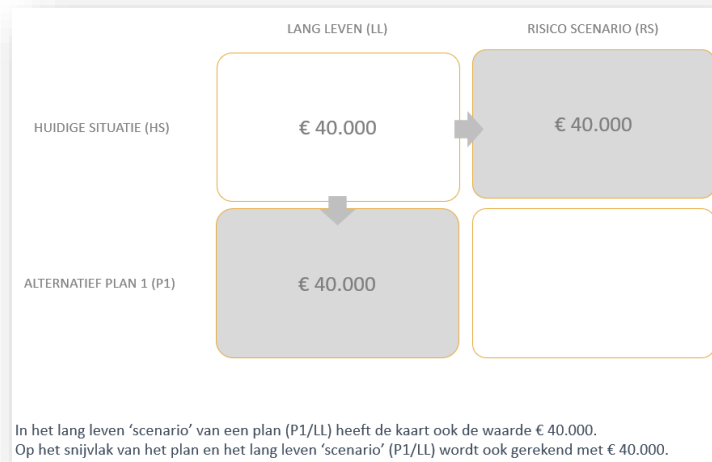 LANG LEVEN (LL) RISICO SCENARIO (RS)
HUIDIGE SITUATIE (HS) € 40.000 € 40.000
ALTERNATIEF PLAN 1 (P1) € 40.000
In het lang leven ‘scenario’ van een plan (P1/LL) heeft de kaart ook de waarde € 40.000.
Op het snijvlak van het plan en het lang leven ‘scenario’ (P1/LL) wordt ook gerekend met € 40.000.